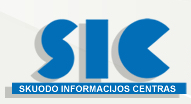 SIC
SKUODO INFORMACIJOS CENTRAS